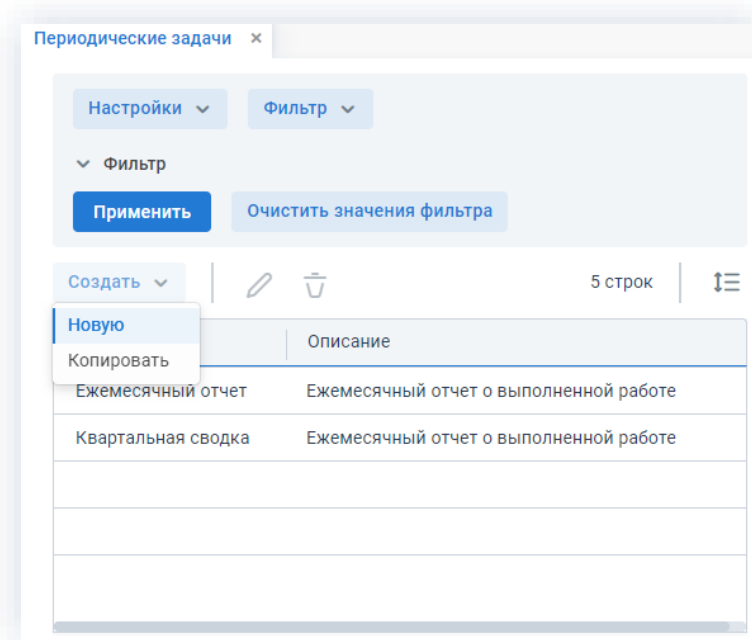 Периодические задачи ×
Настройки Фильтр
Фильтр
Применить Очистить значения фильтра
Создать 5 строк
Новую
Описание
Копировать
Ежемесячный отчет Ежемесячный отчет о выполненной работе
Квартальная сводка Ежемесячный отчет о выполненной работе